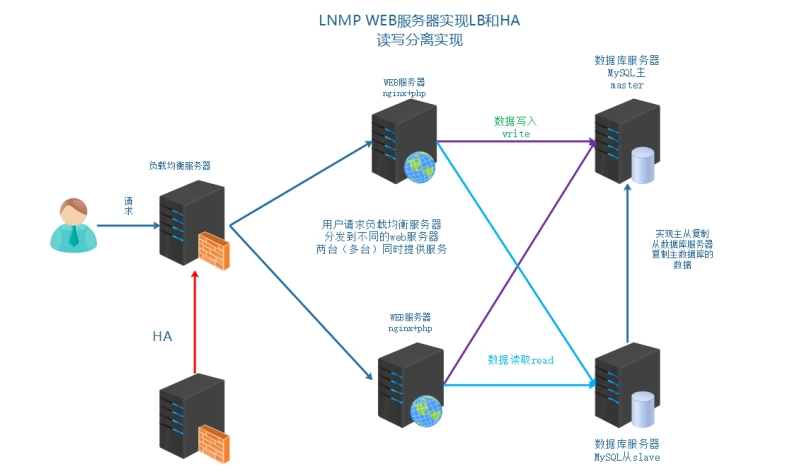 LNMP WEB服务器实现LB和HA
读写分离实现
数据库服务器
MySQL主
master
WEB服务器
nginx+php
数据写入
vrite
负载均衡服务器
请
求
用户请求负载均衡服务器
分发到不同的web服务器
两台（多台）同时提供服务
实现主从复制
从数据库服务器
复制主数据库的
数据
WEB服务器
nginx+php
HA
数据读取read
数据库服务器
MySQL从slave